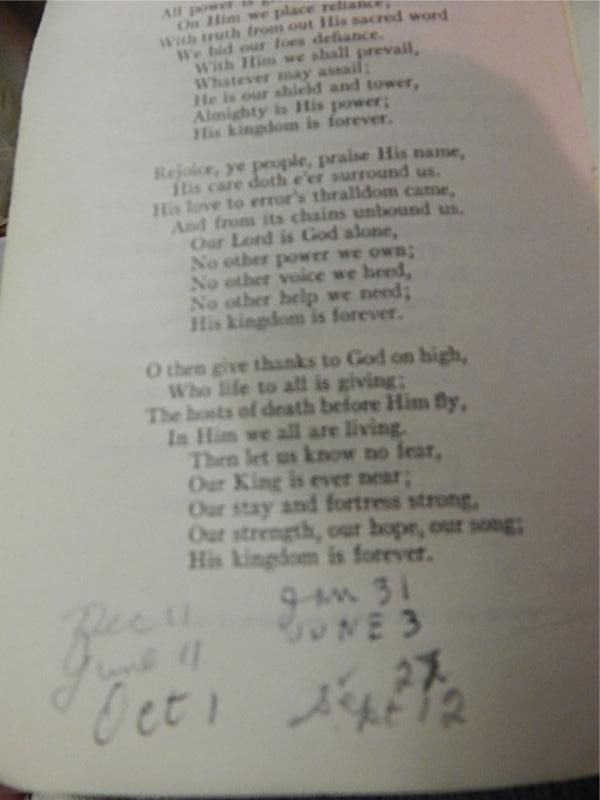 All power is
On Him we place reliance;
With truth from out His sacred word
We bid our foes defiance.
With Him we shall prevail,
Whatever may assail;
He is our shield and tower,
Almighty is His power;
His kingdom is forever.
Rejoice, ye people, praise His name,
His care doth e'er surround us.
His love to error's thralldom came,
And from its chains unbound us.
Our Lord is God alone,
No other power we own;
No other voice we heed,
No other help we need;
His kingdom is forever.
O then give thanks to God on high,
Who life to all is giving;
The hosts of death before Him fly,
In Him we all are living.
Then let us know no fear,
Our King is ever near;
Our stay and fortress strong,
Our strength, our hope, our song;
His kingdom is forever.
Dec 11
Jan 31
June 11
JUNE 3
Oct 1
Sept 12